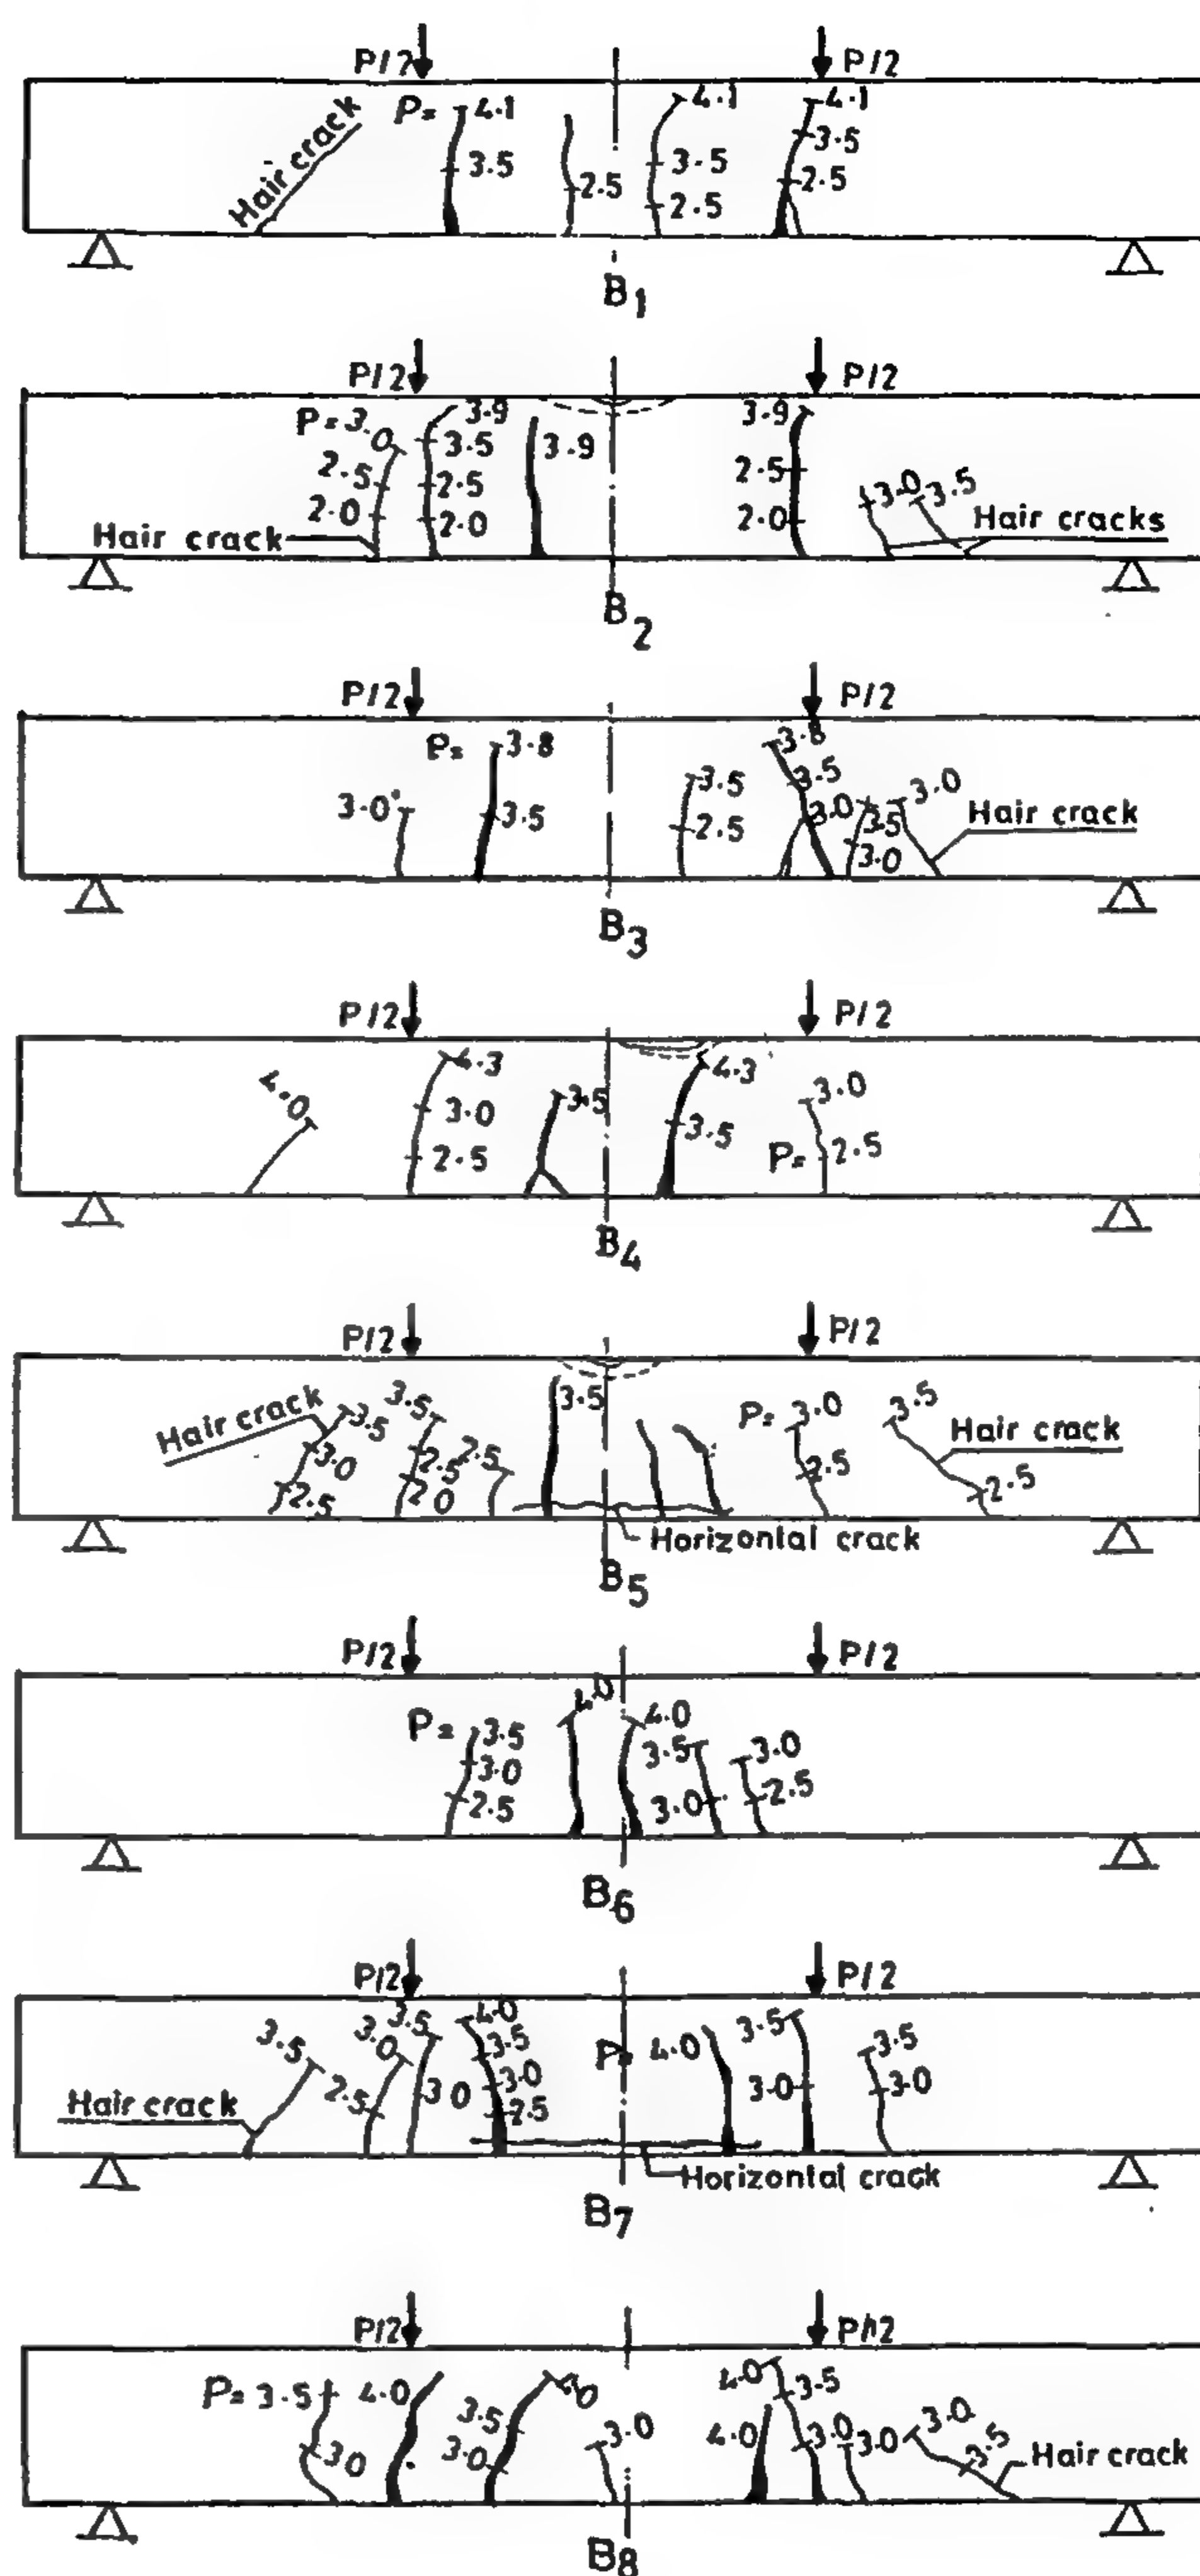 P/2 P/2
P= 4.1 4.1 4.1
Hair crack
3.5 2.5 3.5 3.5
2.5 2.5
B1
P/2 P/2
P=3.0 3.9 3.9
2.5 3.5 3.9
2.0 2.5 2.5 3.0 3.5
Hair crack 2.0 2.0 Hair cracks
B2
P/2 P/2
P= 3.8 3.8
3.0 3.5 3.5 3.5 3.0 3.0
2.5 3.5 Hair crack
3.0
B3
P/2 P/2
4.0 4.3 3.5 4.3 3.0
3.0 3.5
2.5 P= 2.5
B4
P/2 P/2
Hair crack 3.5 3.5 3.5 P= 3.0 3.5
3.0 2.5 2.5 Hair crack
2.5 2.0 2.5 2.5
Horizontal crack
B5
P/2 P/2
4.0 4.0
P= 3.5 3.5 3.0
3.0 3.0 2.5
2.5
B6
P/2 P/2
3.5 4.0 3.5
3.5 3.0 3.5 P= 4.0 3.5
2.5 3.0 3.0 3.0 3.0
Hair crack 2.5
Horizontal crack
B7
P/2 P/2
P= 3.5 4.0 4.0 4.0 3.5
3.5 3.0 4.0 3.0 3.0 3.0
3.0 3.0 3.5 Hair crack
B8